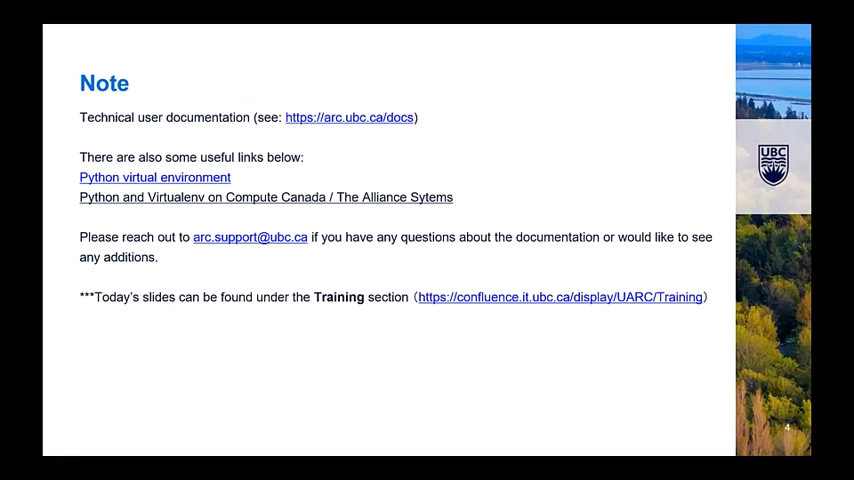 Note
Technical user documentation (see: https://arc.ubc.ca/docs)
There are also some useful links below:
Python virtual environment
Python and Virtualenv on Compute Canada / The Alliance Sytems
Please reach out to arc.support@ubc.ca if you have any questions about the documentation or would like to see
any additions.
***Today's slides can be found under the Training section（https://confluence.it.ubc.ca/display/UARC/Training）
UBC
4